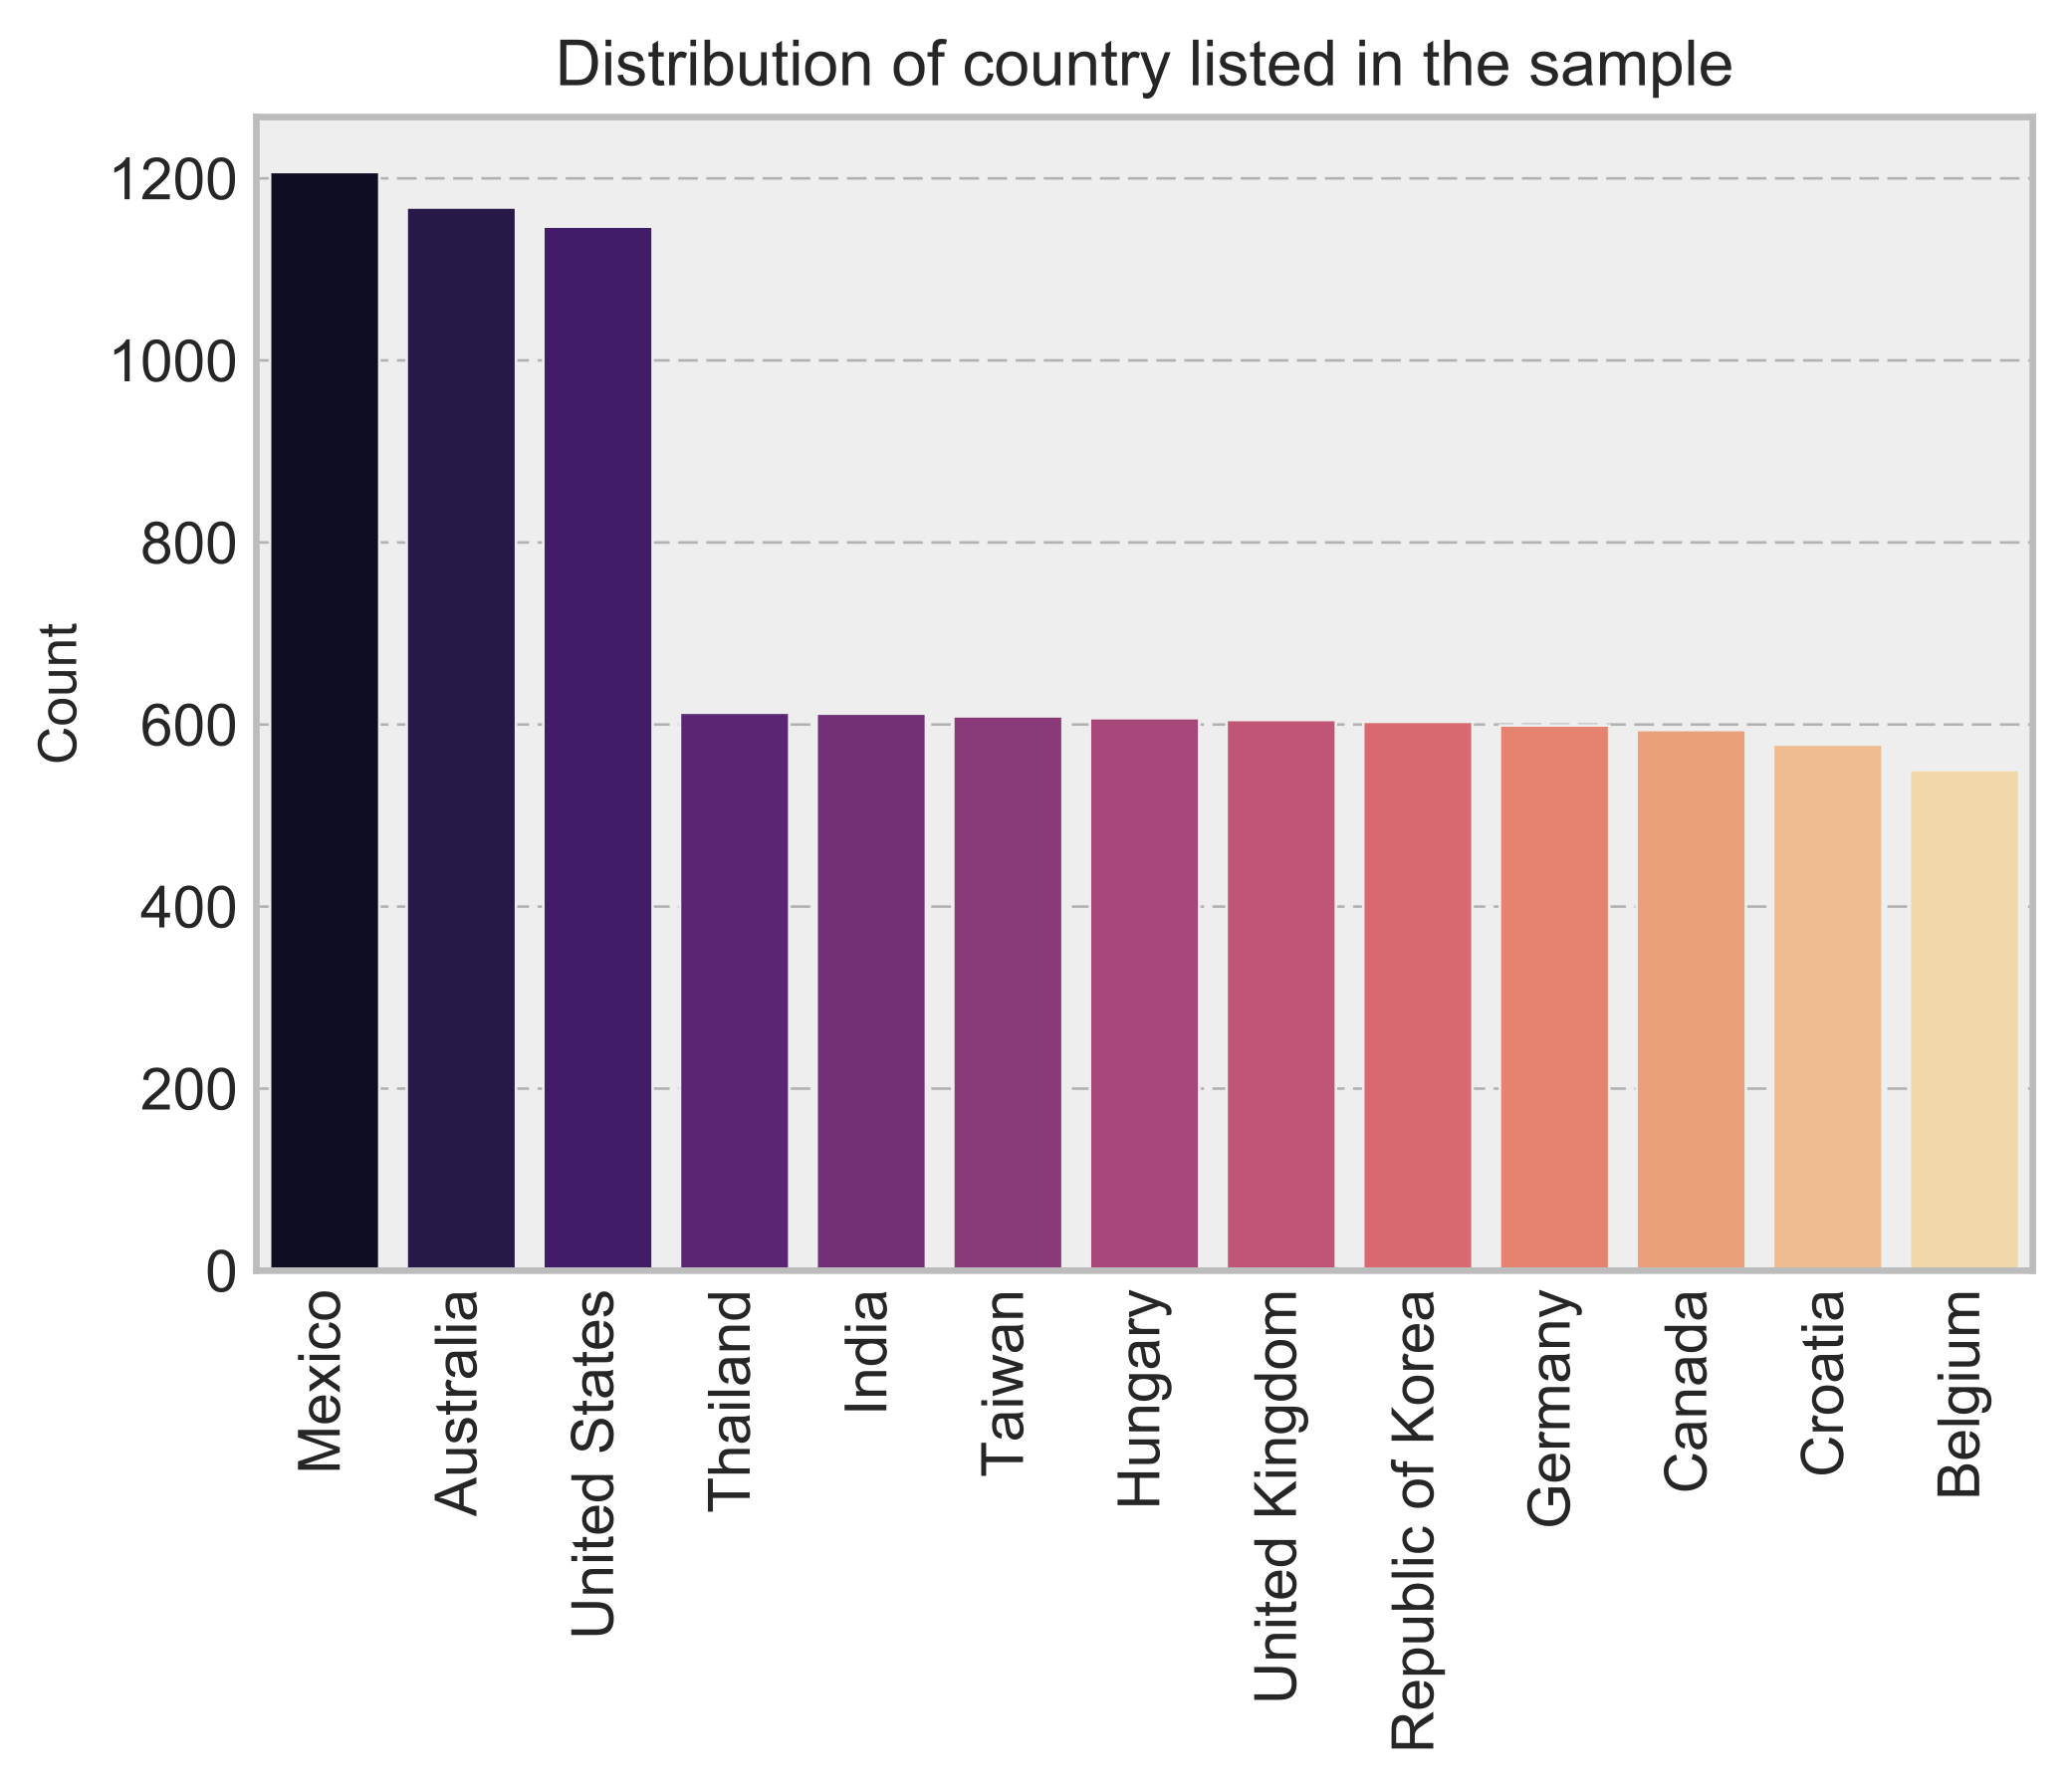 Distribution of country listed in the sample
Count
1200
1000
800
600
400
200
0
Mexico
Australia
United States
Thailand
India
Taiwan
Hungary
United Kingdom
Republic of Korea
Germany
Canada
Croatia
Belgium